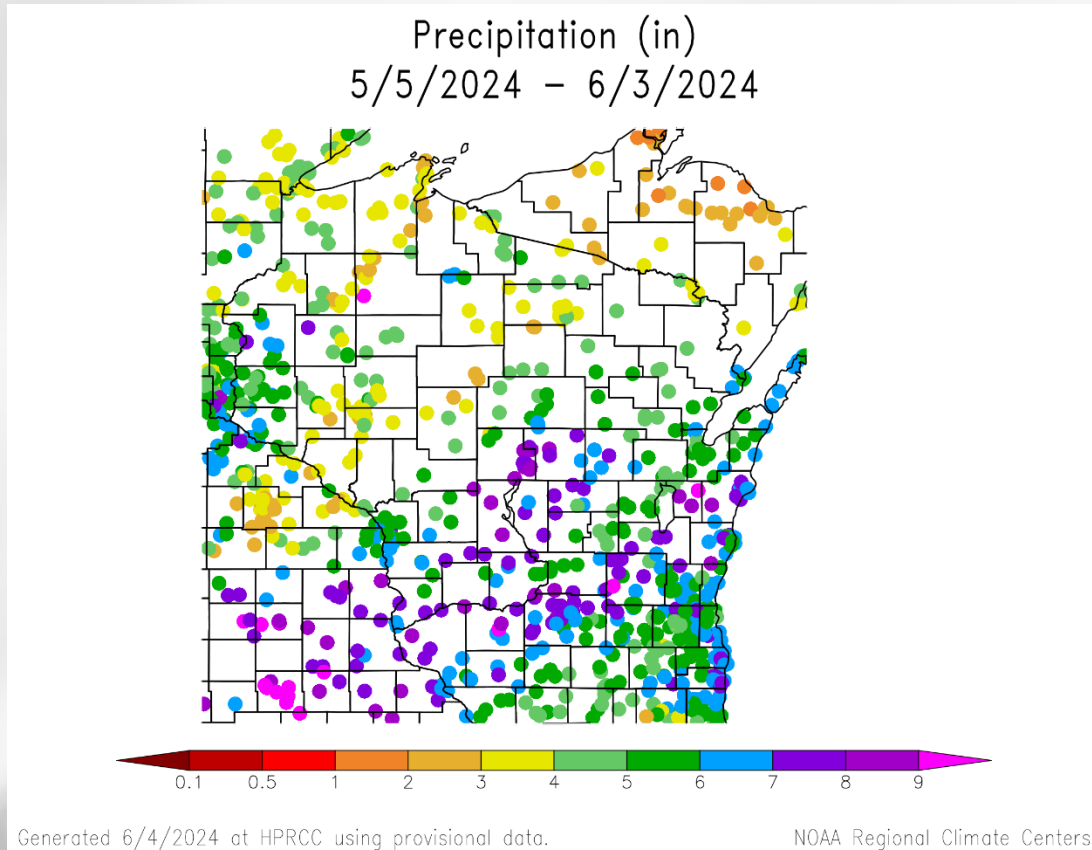 Precipitation (in)
5/5/2024 – 6/3/2024
0.1 0.5 1 2 3 4 5 6 7 8 9
Generated 6/4/2024 at HPRCC using provisional data.
NOAA Regional Climate Centers